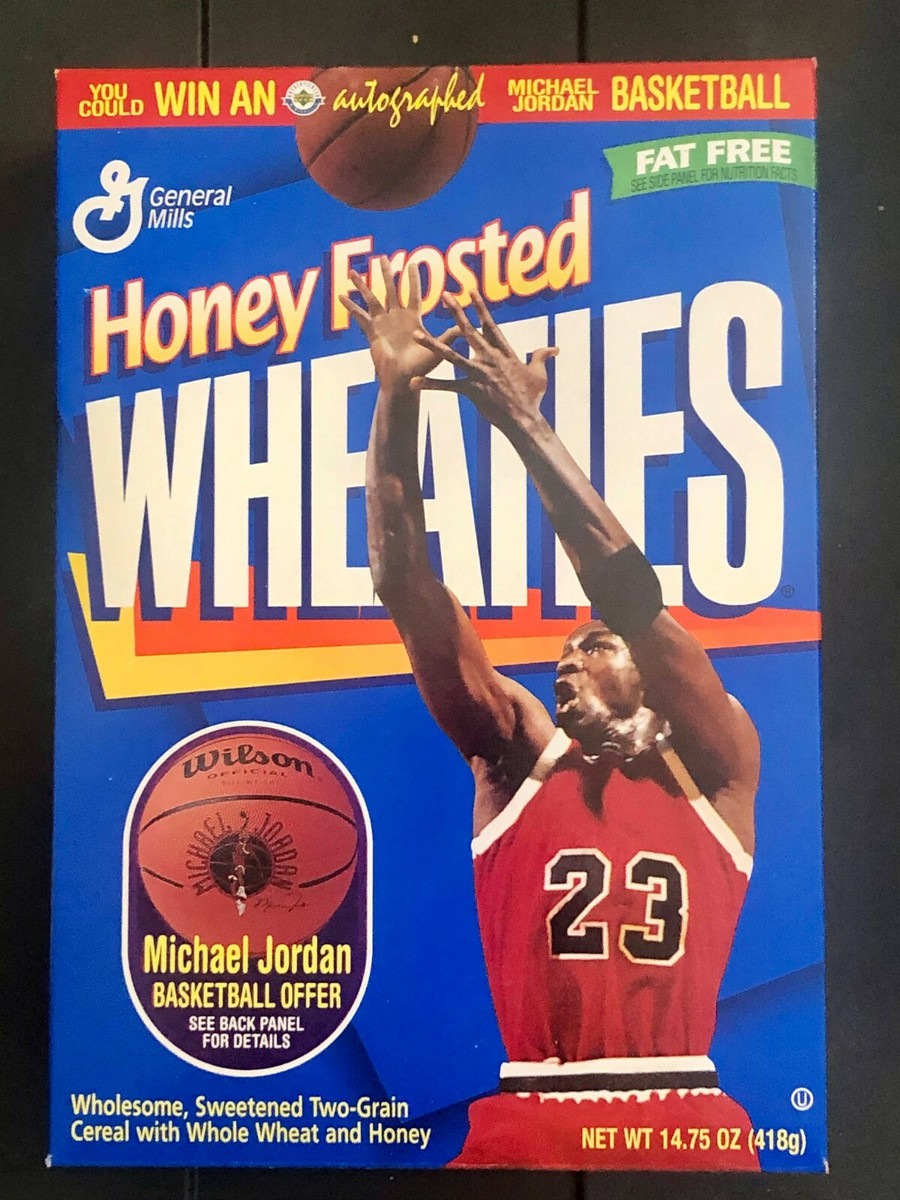 YOU COULD WIN AN autographed MICHAEL JORDAN BASKETBALL
FAT FREE
SEE SIDE PANEL FOR NUTRITION FACTS
General
Mills
Honey Frosted
WHEATIES
®
Wilson
OFFICIAL
MICHAEL JORDAN
Michael Jordan
BASKETBALL OFFER
SEE BACK PANEL
FOR DETAILS
23
Wholesome, Sweetened Two-Grain
Cereal with Whole Wheat and Honey
U
NET WT 14.75 OZ (418g)